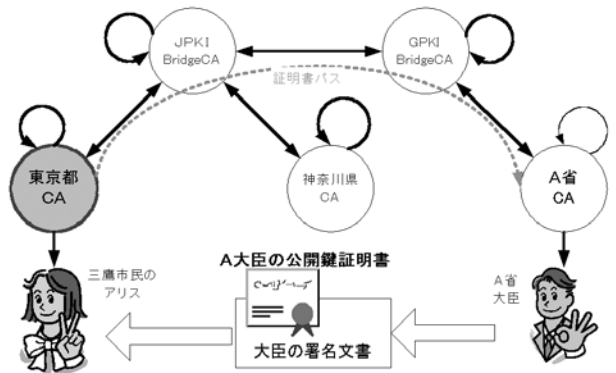 JPKI
BridgeCA
GPKI
BridgeCA
証明書パス
東京都
CA
神奈川県
CA
A省
CA
三鷹市民の
アリス
A大臣の公開鍵証明書
A省
大臣
大臣の署名文書